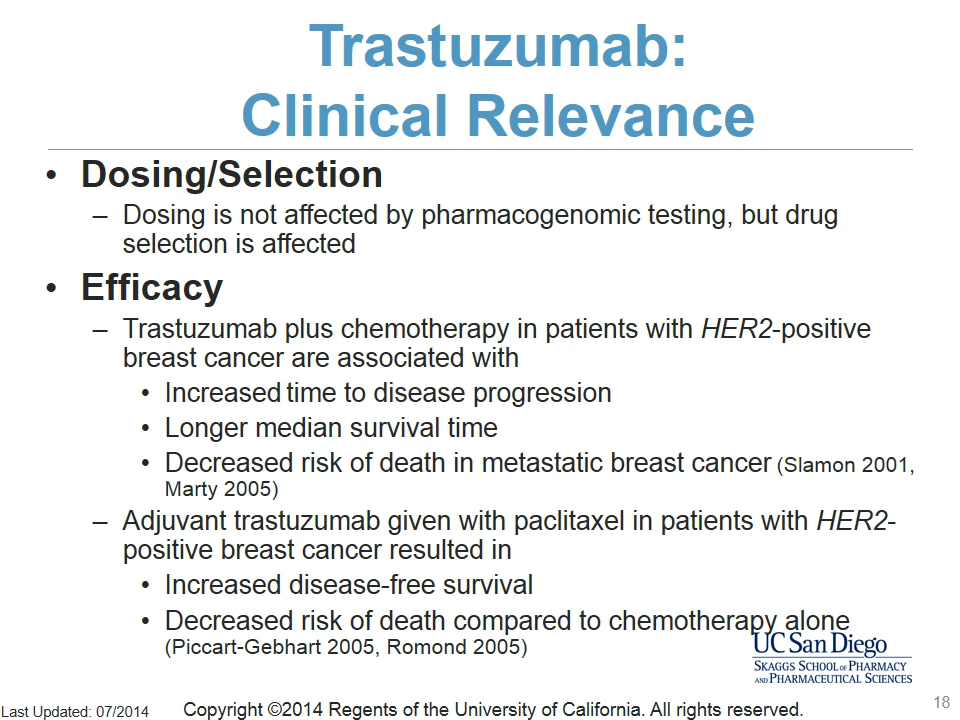 Trastuzumab:
Clinical Relevance
• Dosing/Selection
– Dosing is not affected by pharmacogenomic testing, but drug
selection is affected
• Efficacy
– Trastuzumab plus chemotherapy in patients with HER2-positive
breast cancer are associated with
• Increased time to disease progression
• Longer median survival time
• Decreased risk of death in metastatic breast cancer (Slamon 2001,
Marty 2005)
– Adjuvant trastuzumab given with paclitaxel in patients with HER2-
positive breast cancer resulted in
• Increased disease-free survival
• Decreased risk of death compared to chemotherapy alone
(Piccart-Gebhart 2005, Romond 2005)
UC San Diego
SKAGGS SCHOOL OF PHARMACY
AND PHARMACEUTICAL SCIENCES
Last Updated: 07/2014 Copyright ©2014 Regents of the University of California. All rights reserved. 18